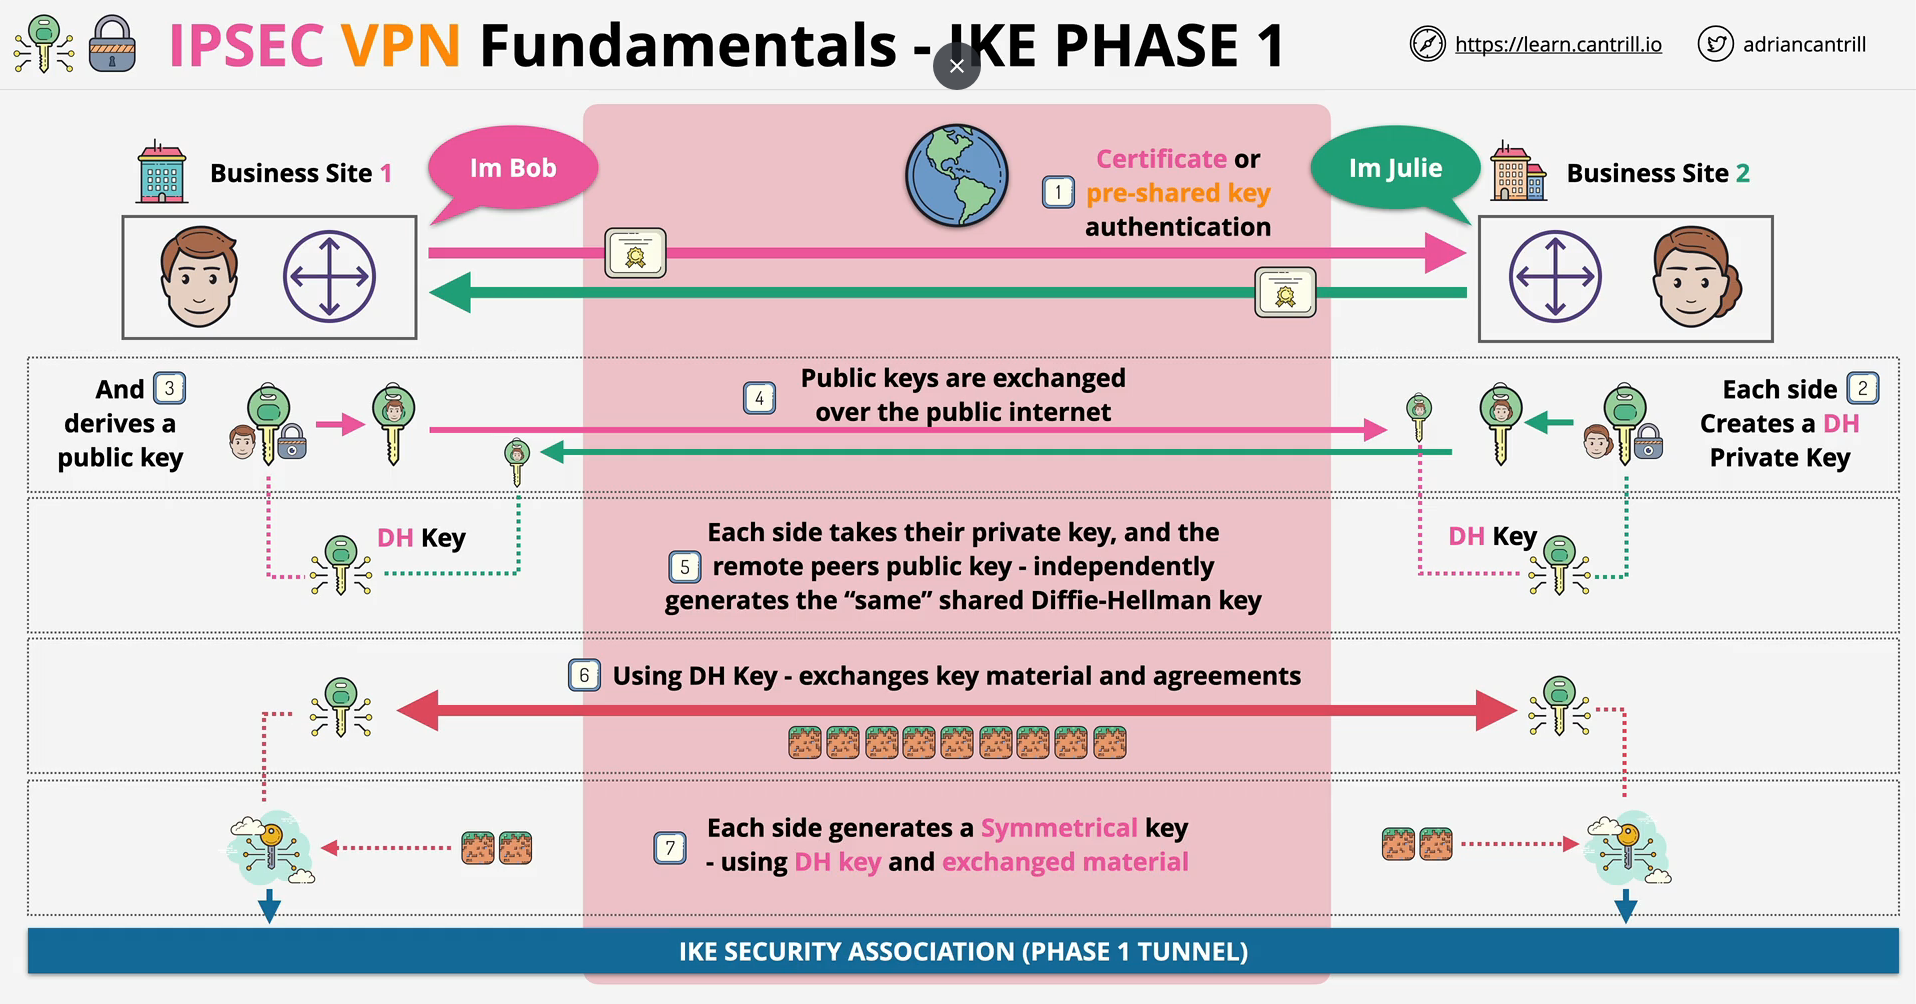 IPSEC VPN Fundamentals - IKE PHASE 1
https://learn.cantrill.io
adriancantrill
Business Site 1
Im Bob
Certificate or
1 pre-shared key
authentication
Im Julie
Business Site 2
And 3
derives a
public key
4 Public keys are exchanged
over the public internet
Each side 2
Creates a DH
Private Key
DH Key
Each side takes their private key, and the
5 remote peers public key - independently
generates the “same” shared Diffie-Hellman key
DH Key
6 Using DH Key - exchanges key material and agreements
7 Each side generates a Symmetrical key
- using DH key and exchanged material
IKE SECURITY ASSOCIATION (PHASE 1 TUNNEL)